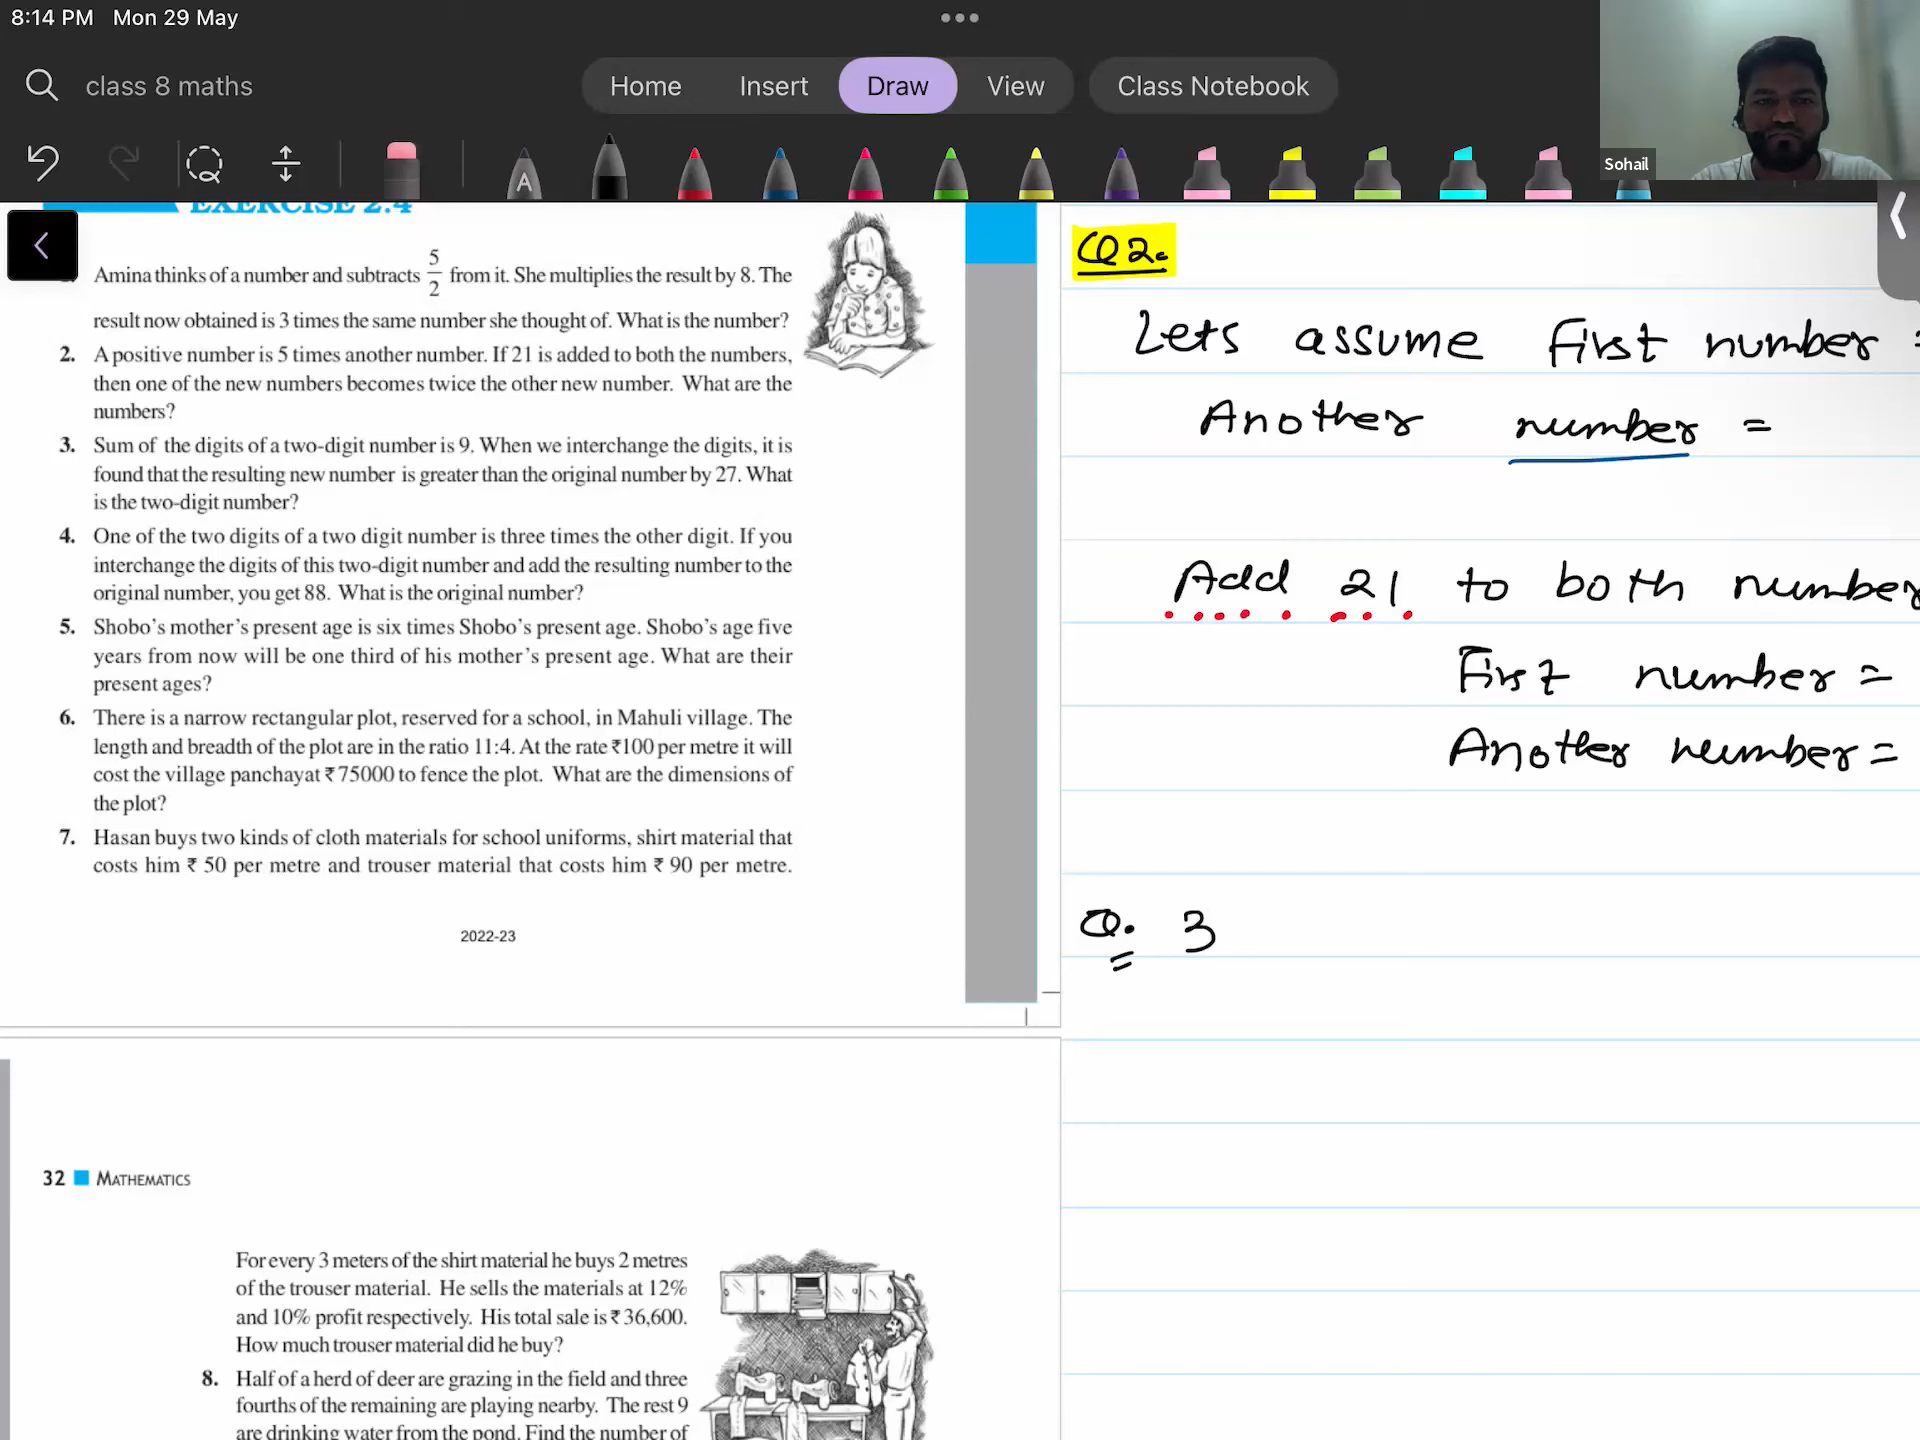 8:14 PM Mon 29 May
class 8 maths
Home Insert Draw View Class Notebook
A
Sohail
EXERCISE 2.4
Amina thinks of a number and subtracts 5/2 from it. She multiplies the result by 8. The
result now obtained is 3 times the same number she thought of. What is the number?
2. A positive number is 5 times another number. If 21 is added to both the numbers,
then one of the new numbers becomes twice the other new number. What are the
numbers?
3. Sum of the digits of a two-digit number is 9. When we interchange the digits, it is
found that the resulting new number is greater than the original number by 27. What
is the two-digit number?
4. One of the two digits of a two digit number is three times the other digit. If you
interchange the digits of this two-digit number and add the resulting number to the
original number, you get 88. What is the original number?
5. Shobo's mother's present age is six times Shobo's present age. Shobo's age five
years from now will be one third of his mother's present age. What are their
present ages?
6. There is a narrow rectangular plot, reserved for a school, in Mahuli village. The
length and breadth of the plot are in the ratio 11:4. At the rate ₹100 per metre it will
cost the village panchayat ₹75000 to fence the plot. What are the dimensions of
the plot?
7. Hasan buys two kinds of cloth materials for school uniforms, shirt material that
costs him ₹ 50 per metre and trouser material that costs him ₹ 90 per metre.
2022-23
32 MATHEMATICS
For every 3 meters of the shirt material he buys 2 metres
of the trouser material. He sells the materials at 12%
and 10% profit respectively. His total sale is ₹ 36,600.
How much trouser material did he buy?
8. Half of a herd of deer are grazing in the field and three
fourths of the remaining are playing nearby. The rest 9
are drinking water from the pond. Find the number of
Q2.
Lets assume First number =
Another number =
Add 21 to both number
First number =
Another number =
Q. 3